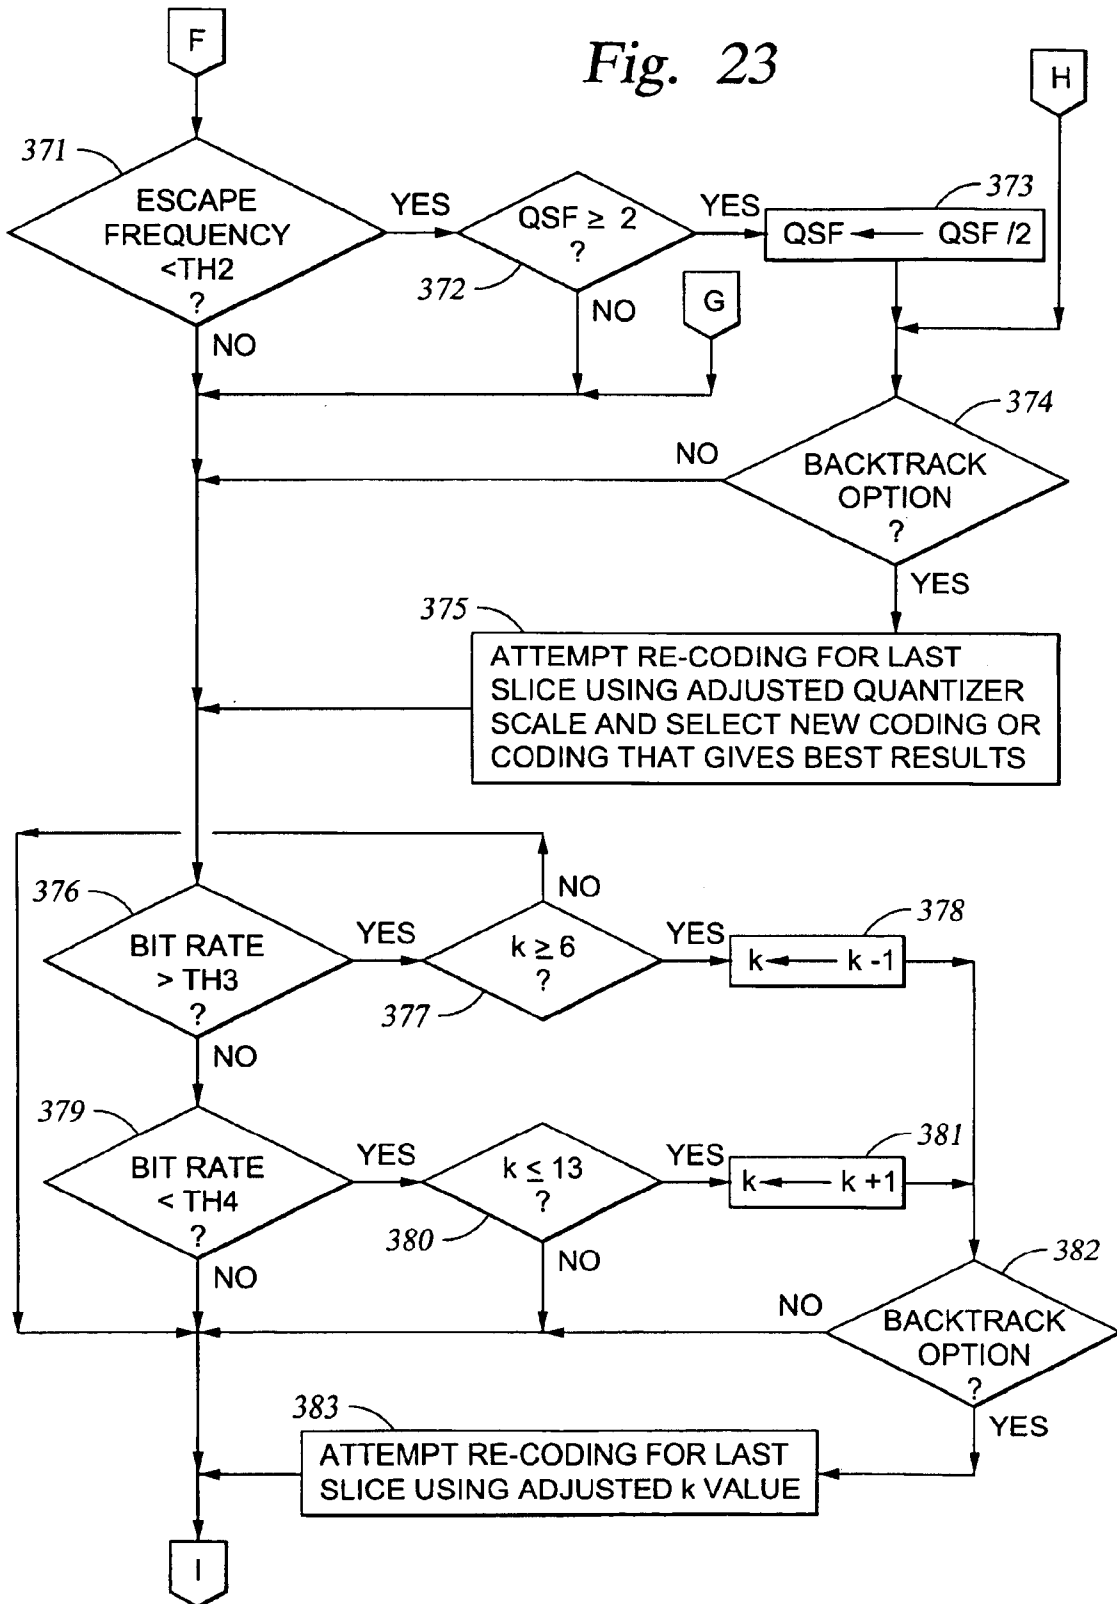 F
Fig. 23
H
371
ESCAPE
FREQUENCY
<TH2
?
YES
NO
QSF ≥ 2
?
372
YES
NO
373
QSF ← QSF /2
G
374
BACKTRACK
OPTION
?
NO
YES
375
ATTEMPT RE-CODING FOR LAST
SLICE USING ADJUSTED QUANTIZER
SCALE AND SELECT NEW CODING OR
CODING THAT GIVES BEST RESULTS
376
BIT RATE
> TH3
?
YES
NO
k ≥ 6
?
377
NO
YES
378
k ← k -1
379
BIT RATE
< TH4
?
YES
NO
k ≤ 13
?
380
YES
NO
381
k ← k +1
382
BACKTRACK
OPTION
?
NO
YES
383
ATTEMPT RE-CODING FOR LAST
SLICE USING ADJUSTED k VALUE
I